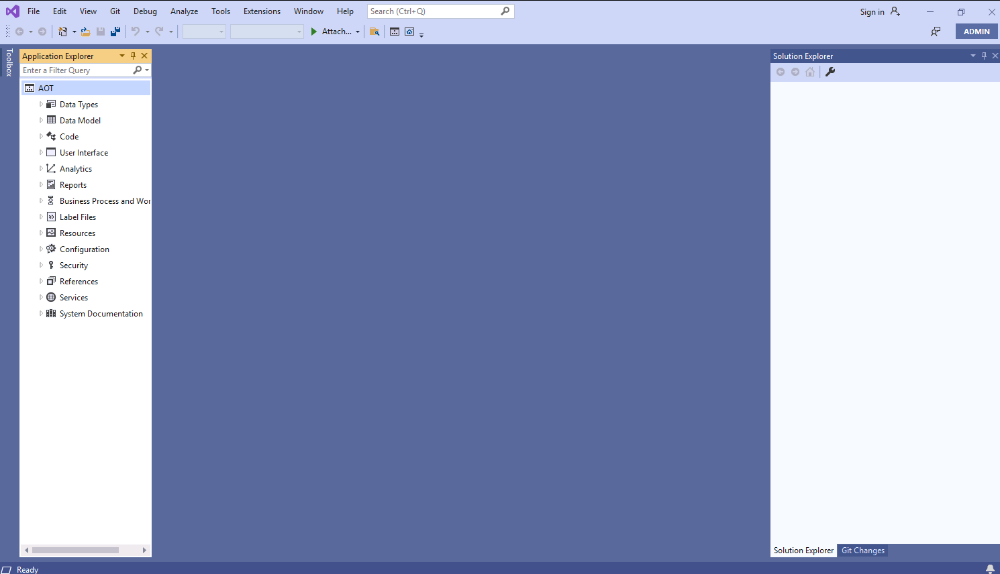 File Edit View Git Debug Analyze Tools Extensions Window Help Search (Ctrl+Q) Sign in
Attach... ADMIN
Toolbox
Application Explorer
Enter a Filter Query
AOT
Data Types
Data Model
Code
User Interface
Analytics
Reports
Business Process and Wor
Label Files
Resources
Configuration
Security
References
Services
System Documentation
Solution Explorer
Solution Explorer Git Changes
Ready